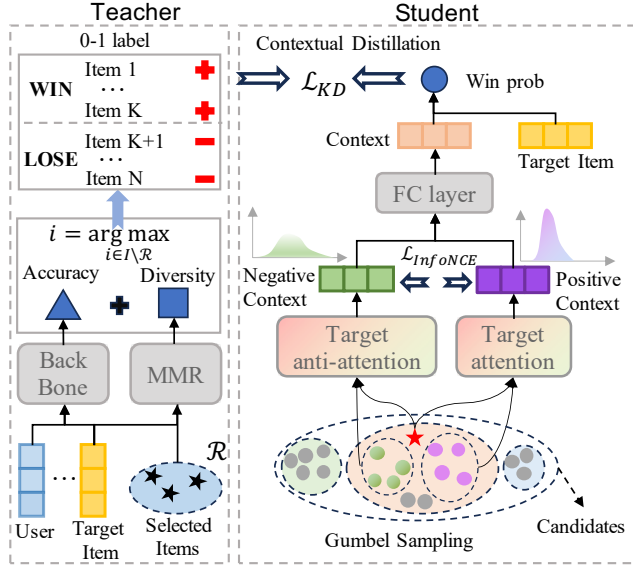 Teacher
0-1 label
WIN
Item 1
...
Item K
LOSE
Item K+1
...
Item N
i = arg max
i∈I\R
Accuracy
Diversity
Back
Bone
MMR
R
...
User
Target
Item
Selected
Items
Student
Contextual Distillation
L_KD
Win prob
Context
Target Item
FC layer
L_InfoNCE
Negative
Context
Positive
Context
Target
anti-attention
Target
attention
Gumbel Sampling
Candidates